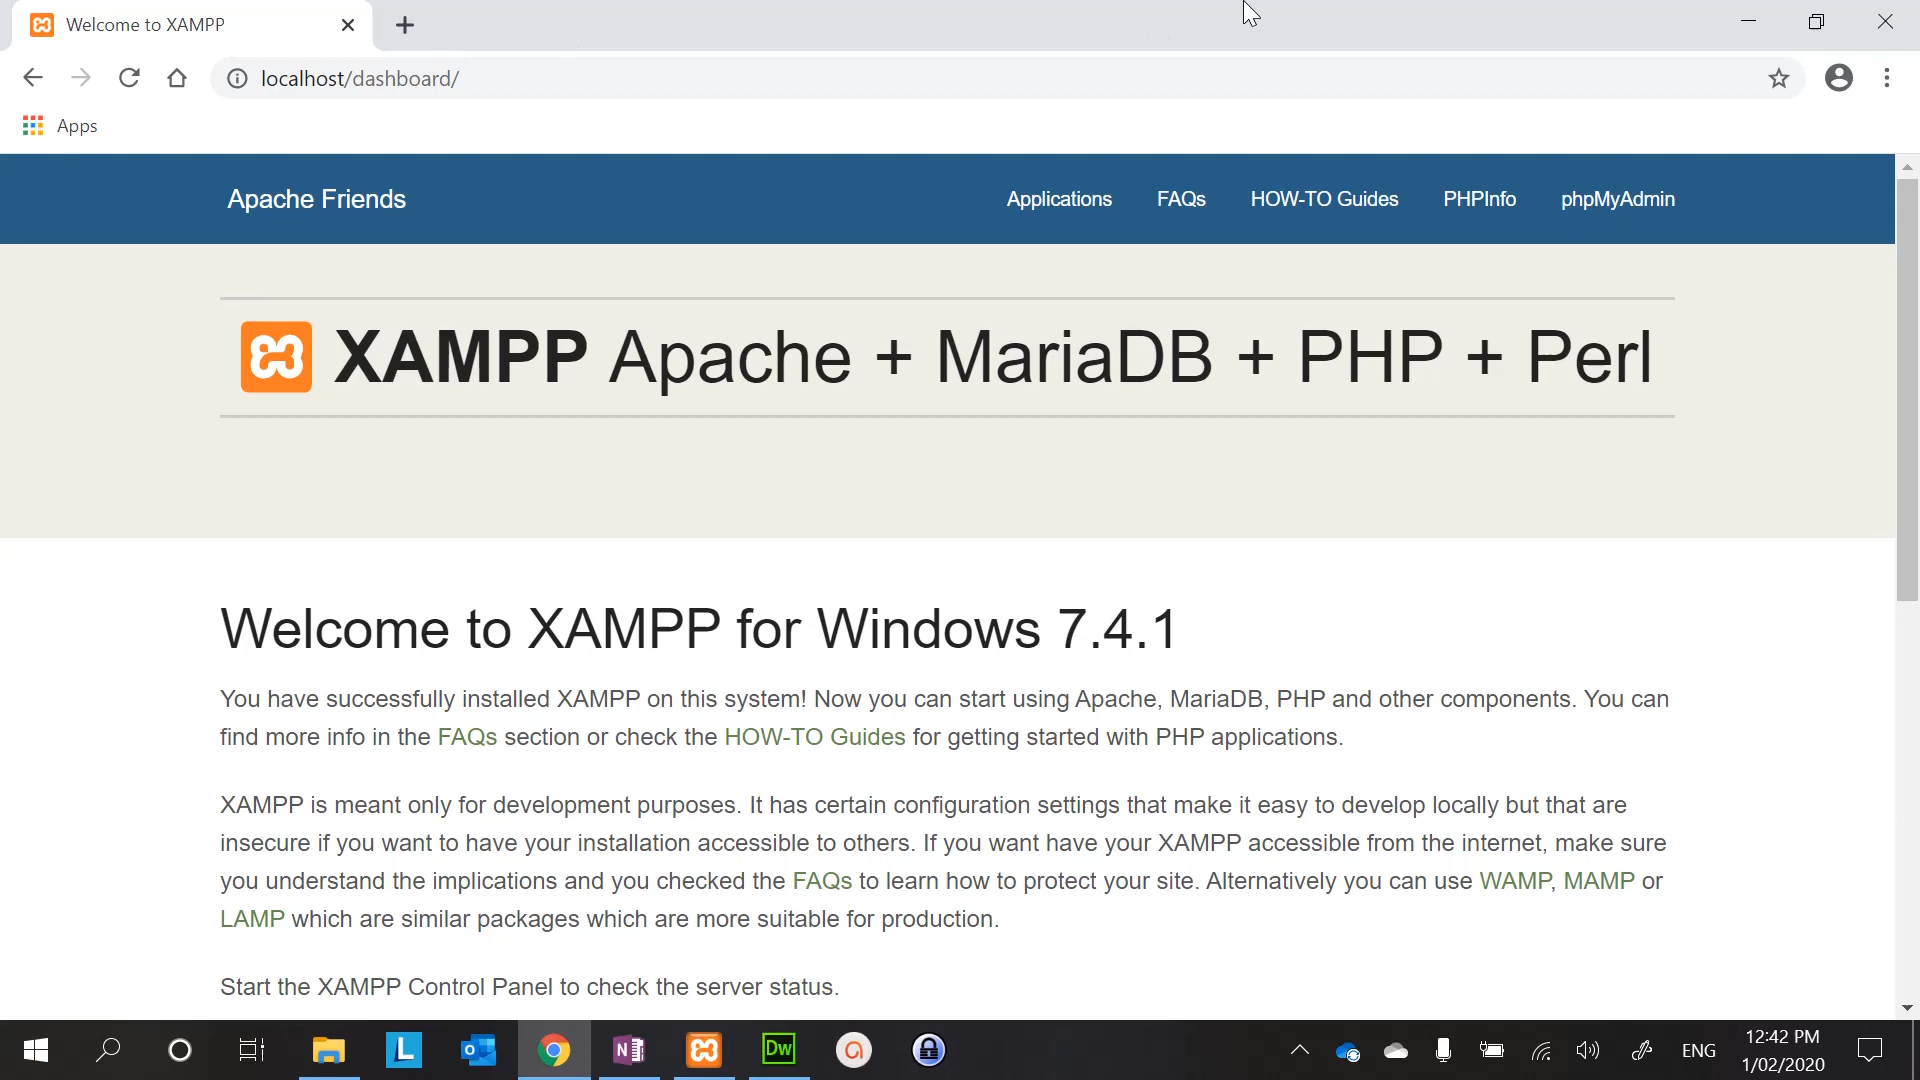 Welcome to XAMPP
localhost/dashboard/
Apps
Apache Friends
Applications
FAQs
HOW-TO Guides
PHPInfo
phpMyAdmin
XAMPP Apache + MariaDB + PHP + Perl
Welcome to XAMPP for Windows 7.4.1
You have successfully installed XAMPP on this system! Now you can start using Apache, MariaDB, PHP and other components. You can
find more info in the FAQs section or check the HOW-TO Guides for getting started with PHP applications.
XAMPP is meant only for development purposes. It has certain configuration settings that make it easy to develop locally but that are
insecure if you want to have your installation accessible to others. If you want have your XAMPP accessible from the internet, make sure
you understand the implications and you checked the FAQs to learn how to protect your site. Alternatively you can use WAMP, MAMP or
LAMP which are similar packages which are more suitable for production.
Start the XAMPP Control Panel to check the server status.
L
o
N
Dw
a
ENG
12:42 PM
1/02/2020